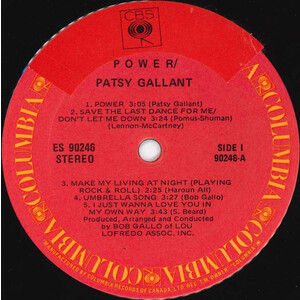 CBS
POWER/
PATSY GALLANT
1. POWER 3:05 (Patsy Gallant)
2. SAVE THE LAST DANCE FOR ME/
DON'T LET ME DOWN 3:24 (Pomus-Shuman)
(Lennon-McCartney)
ES 90246
STEREO
SIDE I
90246-A
3. MAKE MY LIVING AT NIGHT (PLAYING
ROCK & ROLL) 2:25 (Haroun Ali)
4. UMBRELLA SONG 3:27 (Bob Gallo)
5. I JUST WANNA LOVE YOU IN
MY OWN WAY 3:43 (S. Beard)
Produced, Arranged and Conducted
by BOB GALLO of LOU
LOFREDO ASSOC. INC.
COLUMBIA COLUMBIA COLUMBIA COLUMBIA COLUMBIA